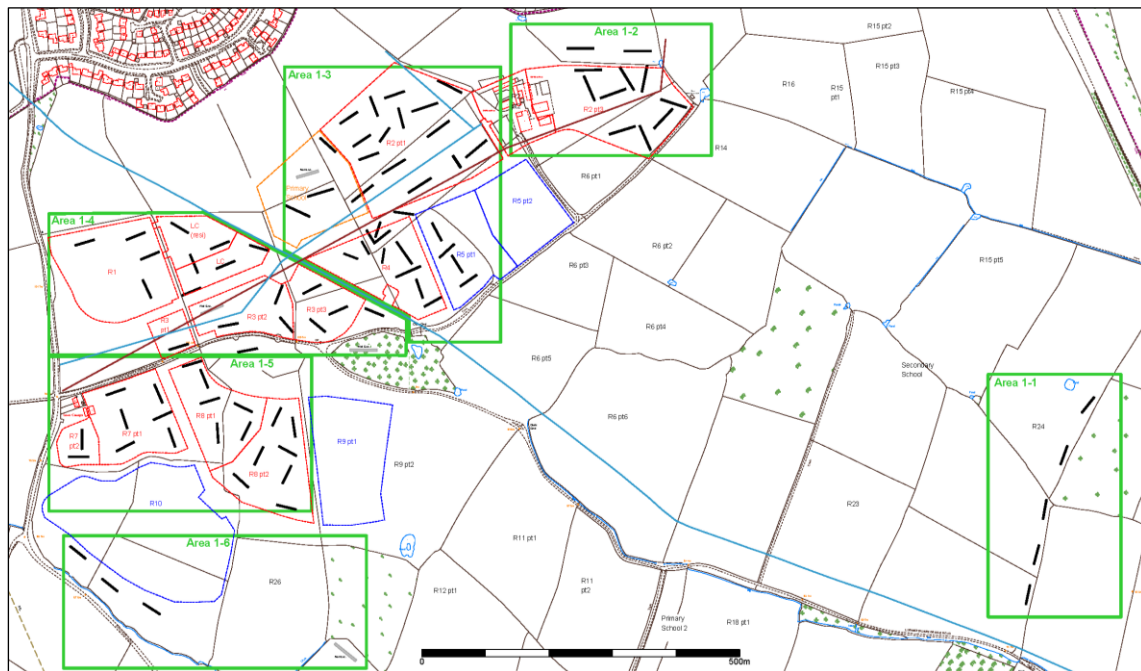 Area 1-2
R15 pt2
R15 pt3
Area 1-3
R16
R15
pt1
R15 pt4
R2 pt3
R2 pt1
R14
R6 pt1
Primary
R5 pt2
Area 1-4
LC
R6 pt2
R1
LC
R4
R5 pt1
R6 pt3
R15 pt5
R3 pt2
R3 pt3
R3
pt1
R6 pt4
R6 pt5
Area 1-5
Secondary
School
Area 1-1
R8 pt1
R6 pt6
R24
R7
pt2
R7 pt1
R9 pt1
R9 pt2
R8 pt2
R10
R23
Area 1-6
R11 pt1
R26
R12 pt1
R11
pt2
Primary
School 2
R18 pt1
0
500m